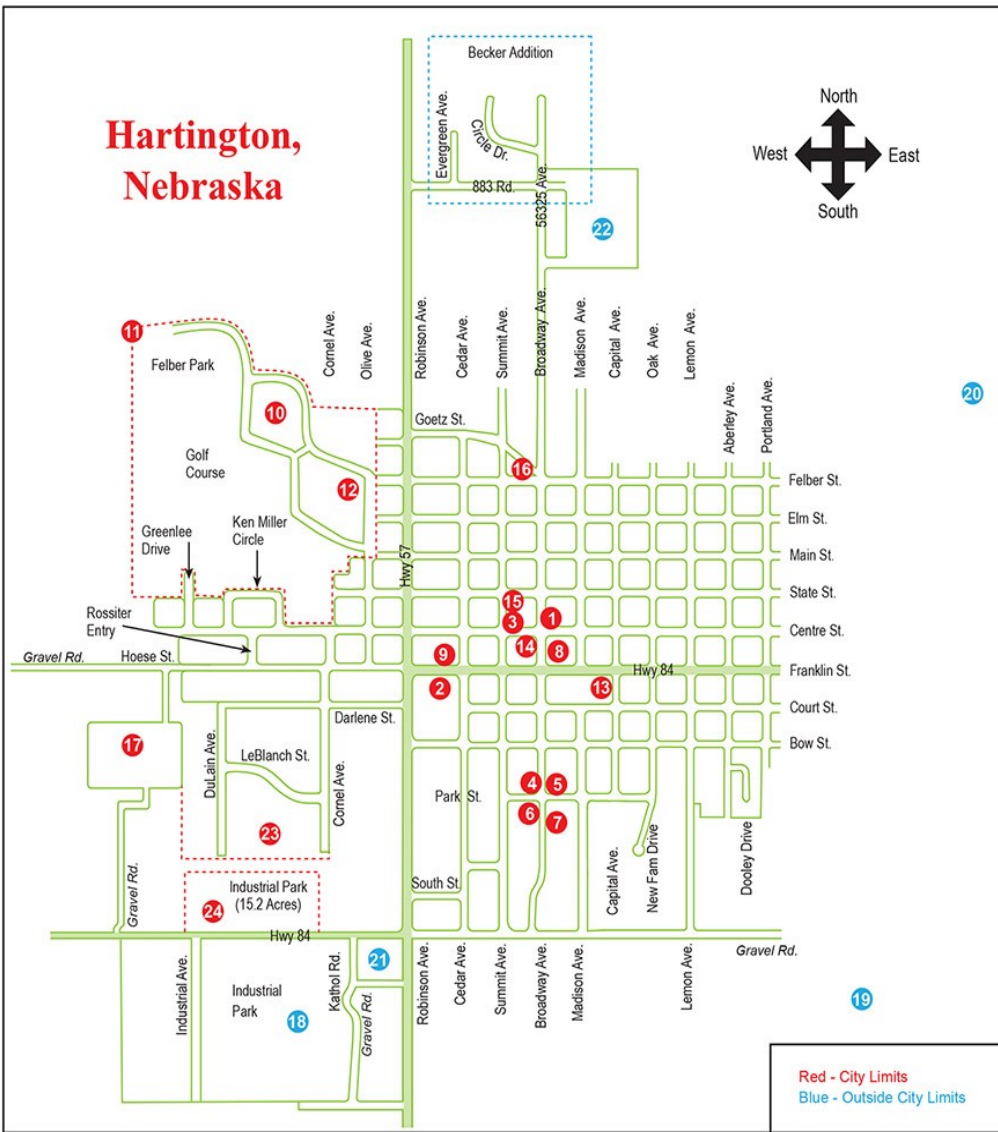 Becker Addition
Hartington,
Nebraska
North
West
East
South
Evergreen Ave.
Circle Dr.
883 Rd.
56325 Ave.
22
11
Felber Park
Cornel Ave.
Olive Ave.
Robinson Ave.
Cedar Ave.
Summit Ave.
Broadway Ave.
Madison Ave.
Capital Ave.
Oak Ave.
Lemon Ave.
Aberley Ave.
Portland Ave.
20
10
Goetz St.
Golf
Course
12
16
Felber St.
Elm St.
Main St.
State St.
Centre St.
Franklin St.
Court St.
Bow St.
Greenlee
Drive
Ken Miller
Circle
Hwy 57
Rossiter
Entry
15
3
1
14
8
9
Gravel Rd.
Hoese St.
Hwy 84
2
13
Darlene St.
17
DuLain Ave.
LeBlanch St.
Cornel Ave.
Park St.
4
5
6
7
23
Gravel Rd.
Capital Ave.
New Fam Drive
Dooley Drive
South St.
Industrial Park
(15.2 Acres)
24
Hwy 84
Gravel Rd.
21
Industrial Ave.
Industrial
Park
18
Kathol Rd.
Gravel Rd.
Robinson Ave.
Cedar Ave.
Summit Ave.
Broadway Ave.
Madison Ave.
Lemon Ave.
19
Red - City Limits
Blue - Outside City Limits